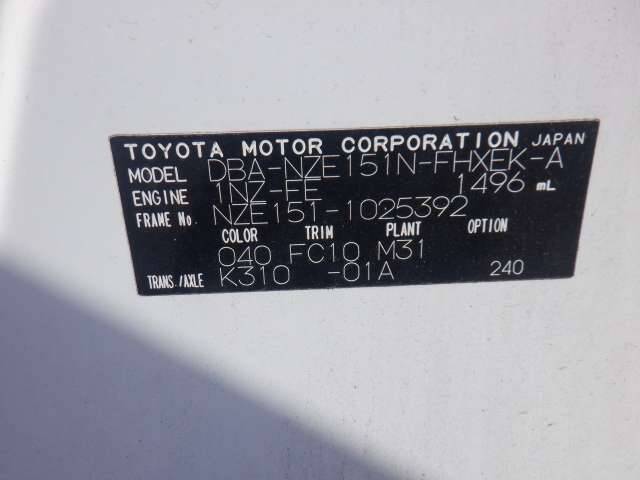 TOYOTA MOTOR CORPORATION JAPAN
MODEL DBA-NZE151N-FHXEK-A
ENGINE 1NZ-FE 1496 mL
FRAME No. NZE151-1025392
COLOR TRIM PLANT OPTION
040 FC10 M31
TRANS./AXLE K310 -01A 240